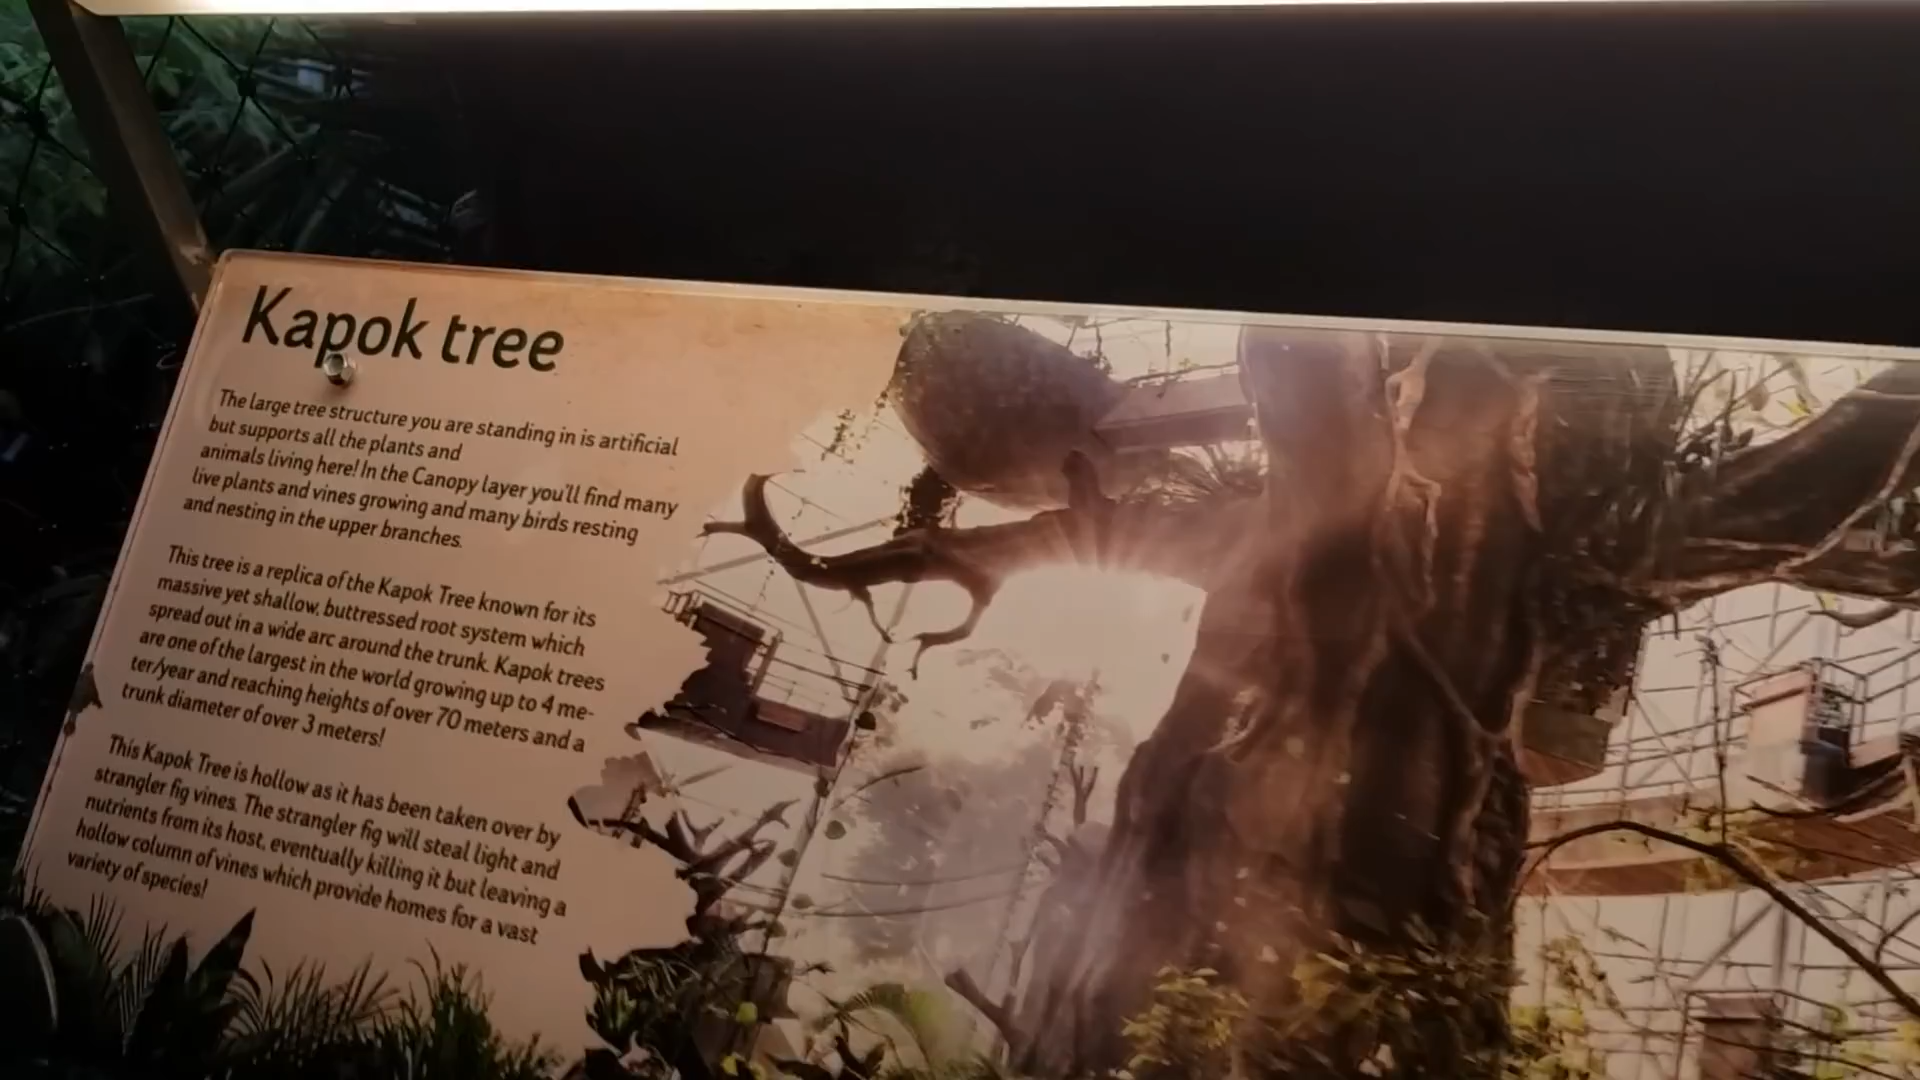 Kapok tree
The large tree structure you are standing in is artificial
but supports all the plants and
animals living here! In the Canopy layer you'll find many
live plants and vines growing and many birds resting
and nesting in the upper branches.
This tree is a replica of the Kapok Tree known for its
massive yet shallow, buttressed root system which
spread out in a wide arc around the trunk. Kapok trees
are one of the largest in the world growing up to 4 me-
ter/year and reaching heights of over 70 meters and a
trunk diameter of over 3 meters!
This Kapok Tree is hollow as it has been taken over by
strangler fig vines. The strangler fig will steal light and
nutrients from its host, eventually killing it but leaving a
hollow column of vines which provide homes for a vast
variety of species!